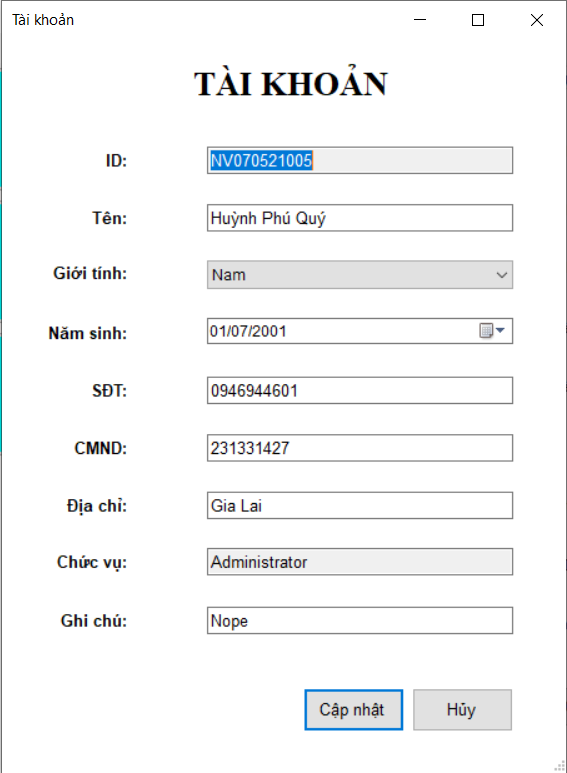 Tài khoản
TÀI KHOẢN
ID: NV070521005
Tên: Huỳnh Phú Quý
Giới tính: Nam
Năm sinh: 01/07/2001
SĐT: 0946944601
CMND: 231331427
Địa chỉ: Gia Lai
Chức vụ: Administrator
Ghi chú: Nope
Cập nhật Hủy